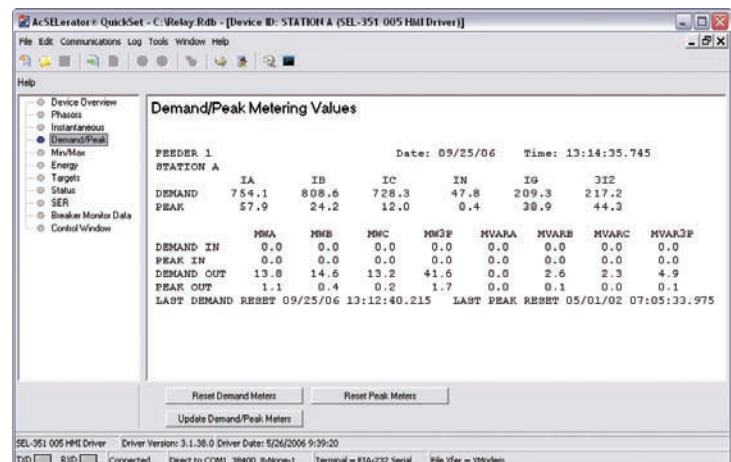 AcSELerator® QuickSet - C:\Relay.Rdb - [Device ID: STATION A (SEL-351 005 HMI Driver)]
File Edit Communications Log Tools Window Help
Help
Device Overview
Phasors
Instantaneous
Demand/Peak
Min/Max
Energy
Targets
Status
SER
Breaker Monitor Data
Control Window
Demand/Peak Metering Values
FEEDER 1 Date: 09/25/06 Time: 13:14:35.745
STATION A
IA IB IC IN IG 3I2
DEMAND 754.1 808.6 728.3 47.8 209.3 217.2
PEAK 57.9 24.2 12.0 0.4 38.9 44.3
MWA MWB MWC MW3P MVARA MVARB MVARC MVAR3P
DEMAND IN 0.0 0.0 0.0 0.0 0.0 0.0 0.0 0.0
PEAK IN 0.0 0.0 0.0 0.0 0.0 0.0 0.0 0.0
DEMAND OUT 13.8 14.6 13.2 41.6 0.0 2.6 2.3 4.9
PEAK OUT 1.1 0.4 0.2 1.7 0.0 0.1 0.0 0.1
LAST DEMAND RESET 09/25/06 13:12:40.215 LAST PEAK RESET 05/01/02 07:05:33.975
Reset Demand Meters Reset Peak Meters
Update Demand/Peak Meters
SEL-351 005 HMI Driver Driver Version: 3.1.38.0 Driver Date: 5/26/2006 9:39:20
TXD RXD Connected Direct to COM1 38400 8-None-1 Terminal = EIA-232 Serial File Xfer = YModem